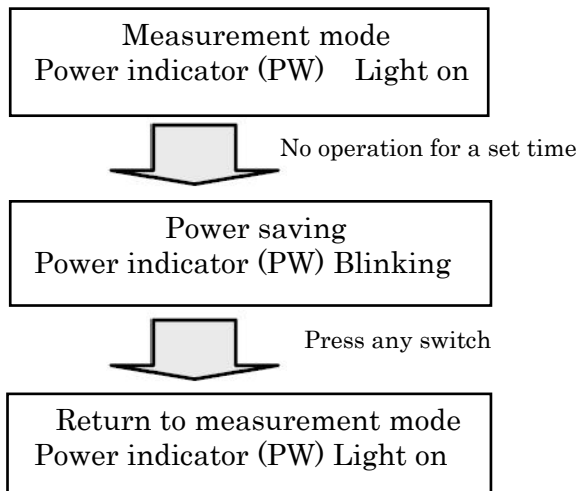 Measurement mode
Power indicator (PW) Light on
No operation for a set time
Power saving
Power indicator (PW) Blinking
Press any switch
Return to measurement mode
Power indicator (PW) Light on